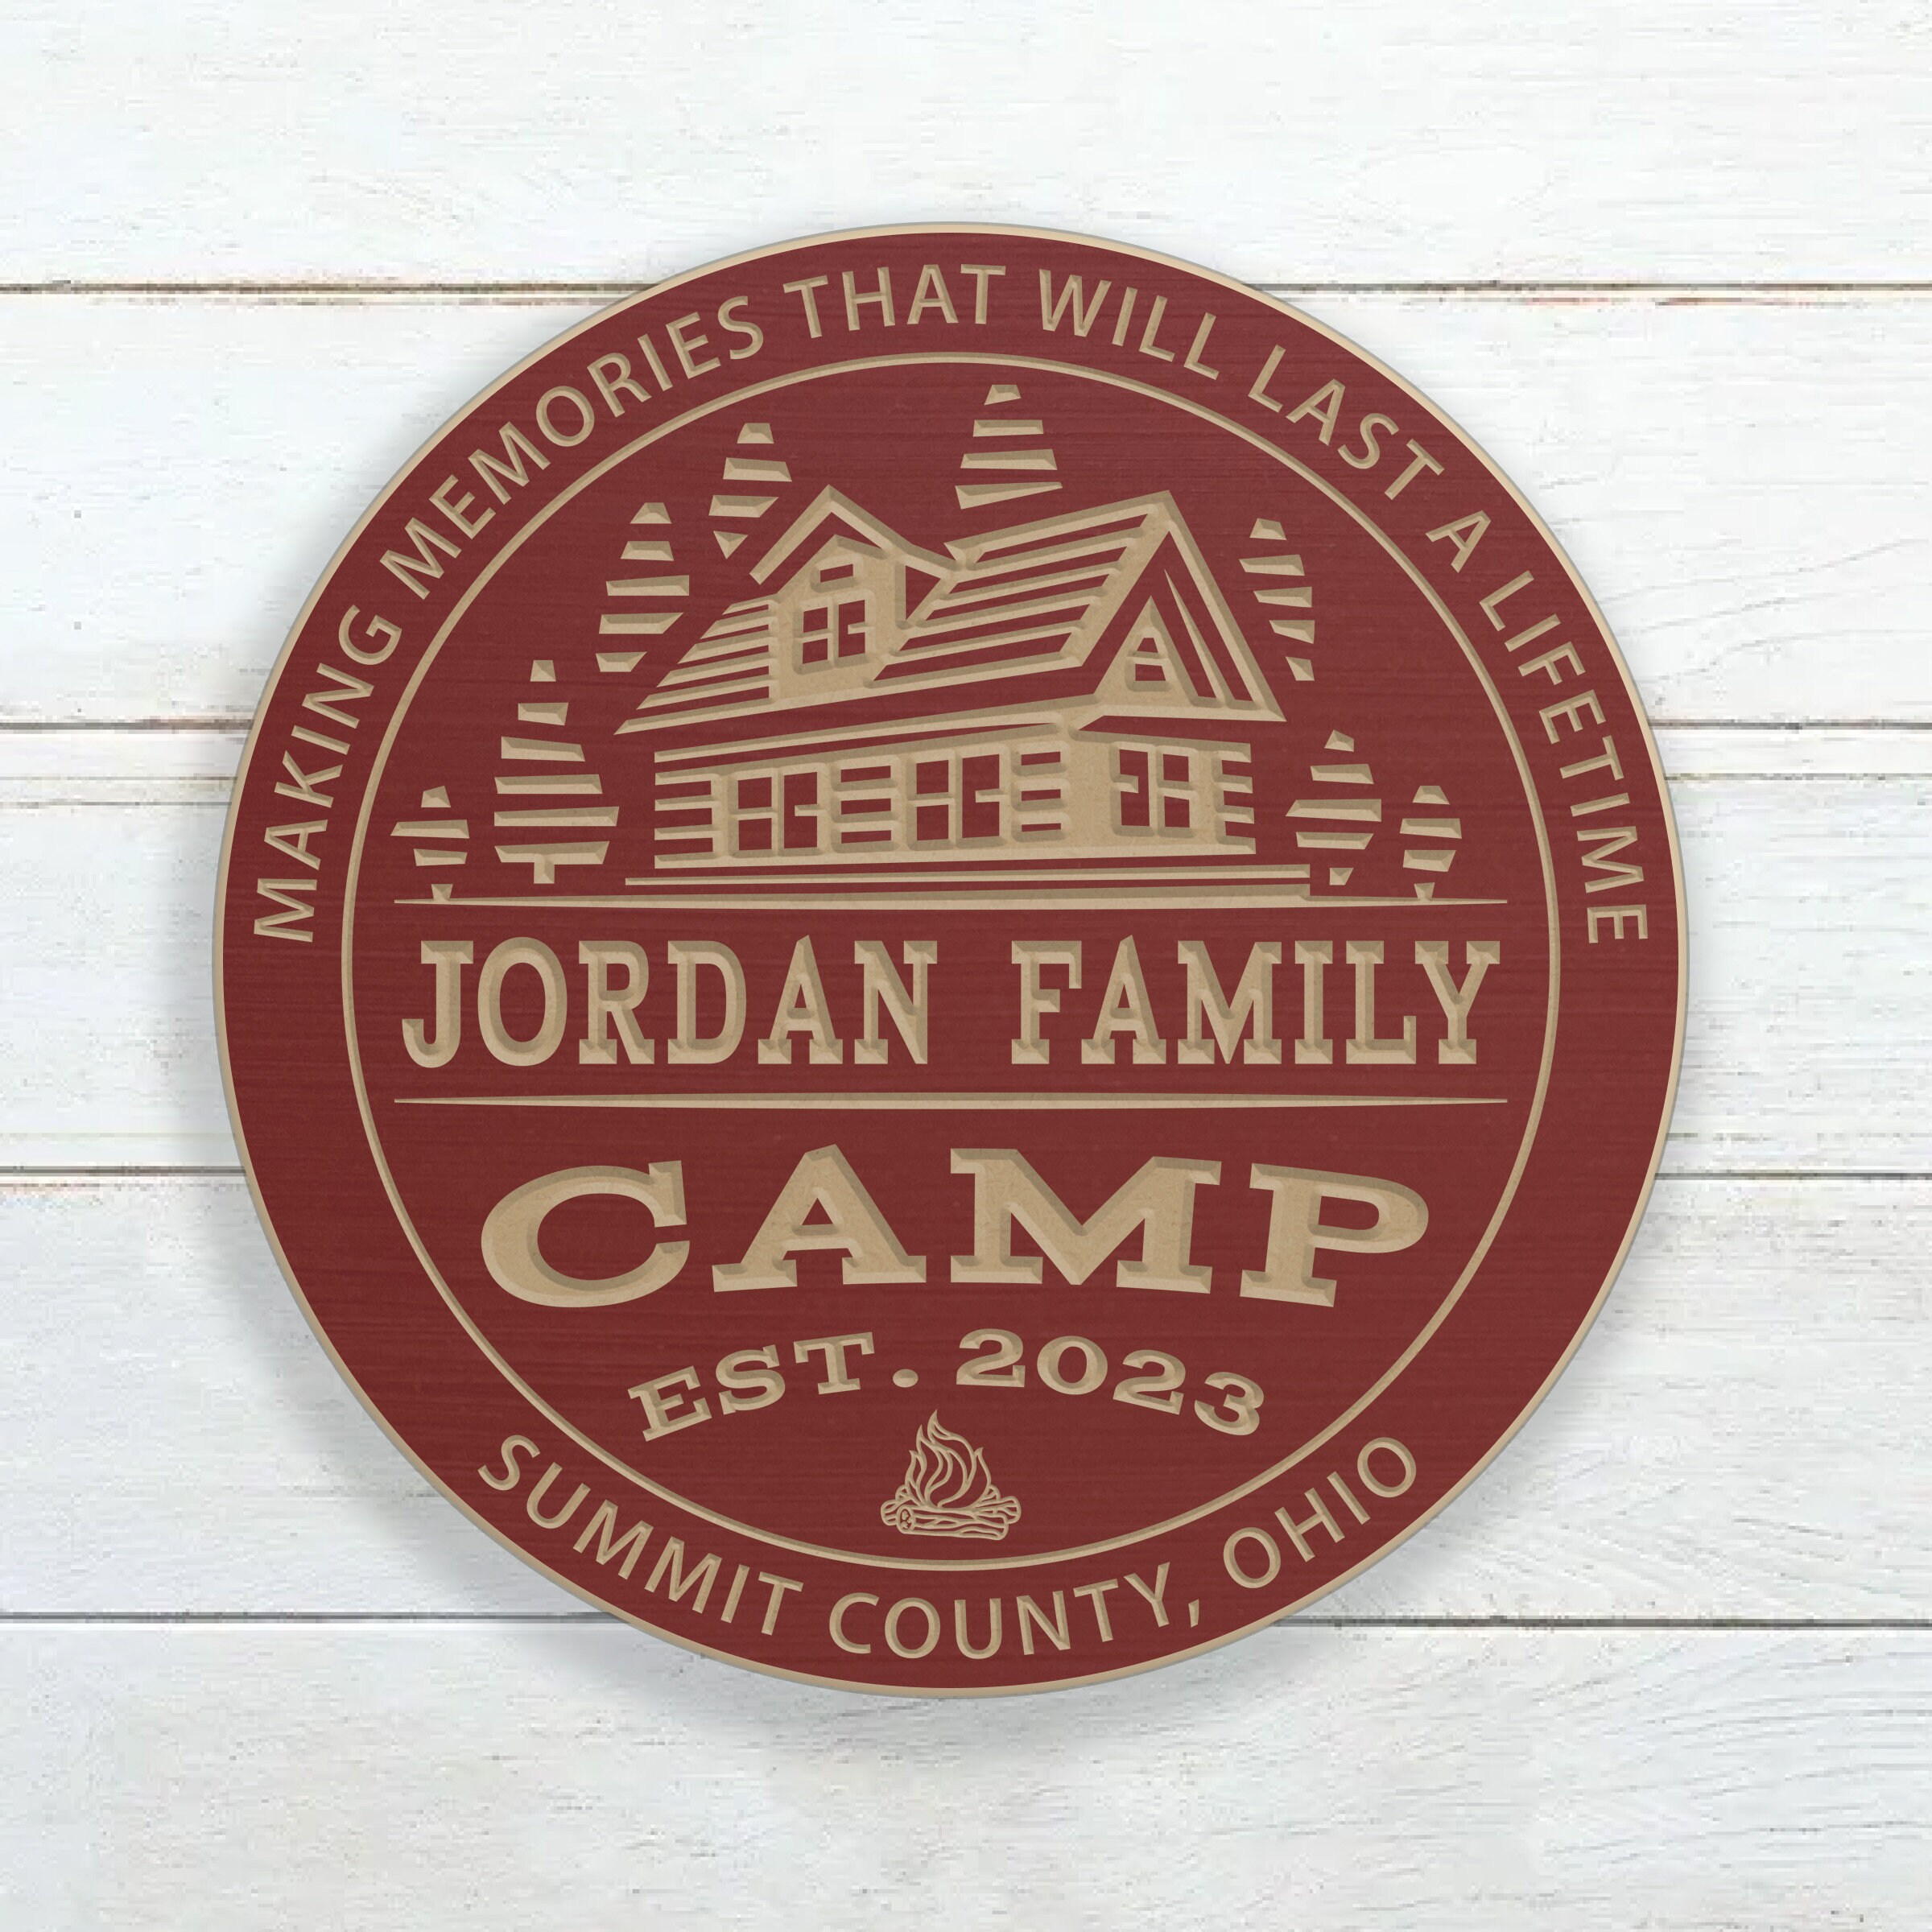 MAKING MEMORIES THAT WILL LAST A LIFETIME
JORDAN FAMILY
CAMP
EST. 2023
SUMMIT COUNTY, OHIO